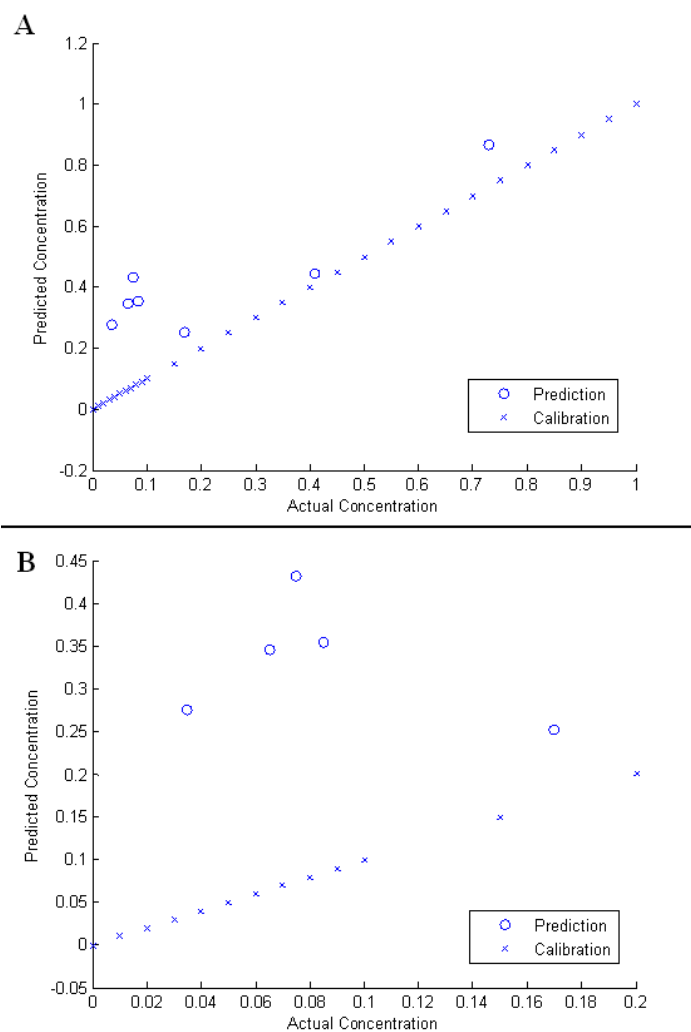 A
1.2
1
0.8
0.6
0.4
0.2
0
-0.2
Predicted Concentration
0 0.1 0.2 0.3 0.4 0.5 0.6 0.7 0.8 0.9 1
Actual Concentration
Prediction
Calibration
B
0.45
0.4
0.35
0.3
0.25
0.2
0.15
0.1
0.05
0
-0.05
Predicted Concentration
0 0.02 0.04 0.06 0.08 0.1 0.12 0.14 0.16 0.18 0.2
Actual Concentration
Prediction
Calibration